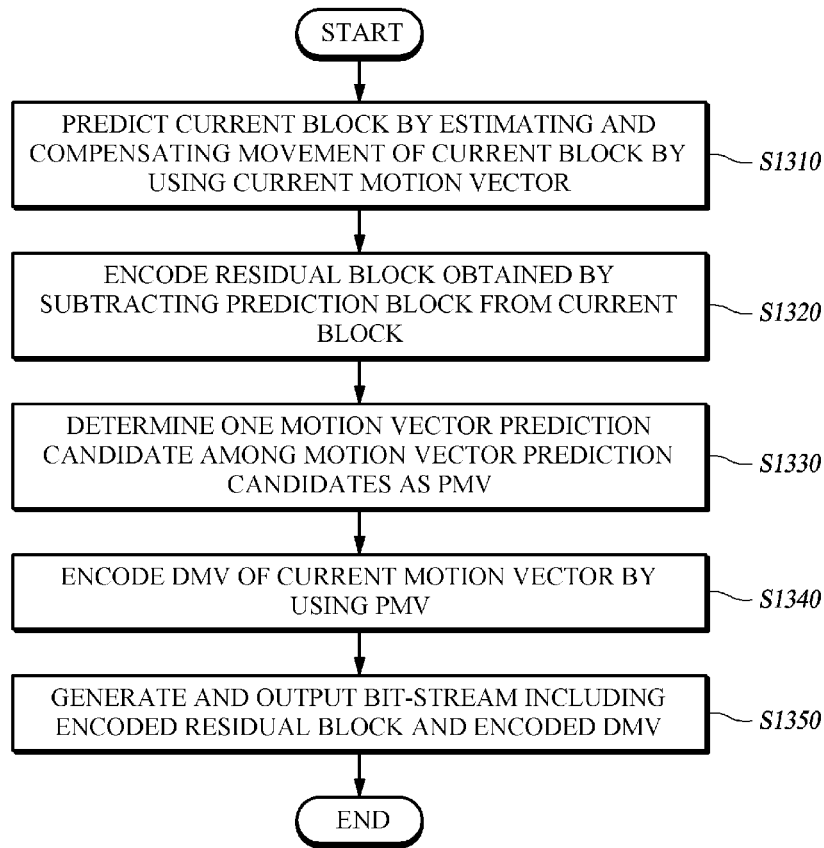 START
PREDICT CURRENT BLOCK BY ESTIMATING AND
COMPENSATING MOVEMENT OF CURRENT BLOCK BY
USING CURRENT MOTION VECTOR
S1310
ENCODE RESIDUAL BLOCK OBTAINED BY
SUBTRACTING PREDICTION BLOCK FROM CURRENT
BLOCK
S1320
DETERMINE ONE MOTION VECTOR PREDICTION
CANDIDATE AMONG MOTION VECTOR PREDICTION
CANDIDATES AS PMV
S1330
ENCODE DMV OF CURRENT MOTION VECTOR BY
USING PMV
S1340
GENERATE AND OUTPUT BIT-STREAM INCLUDING
ENCODED RESIDUAL BLOCK AND ENCODED DMV
S1350
END